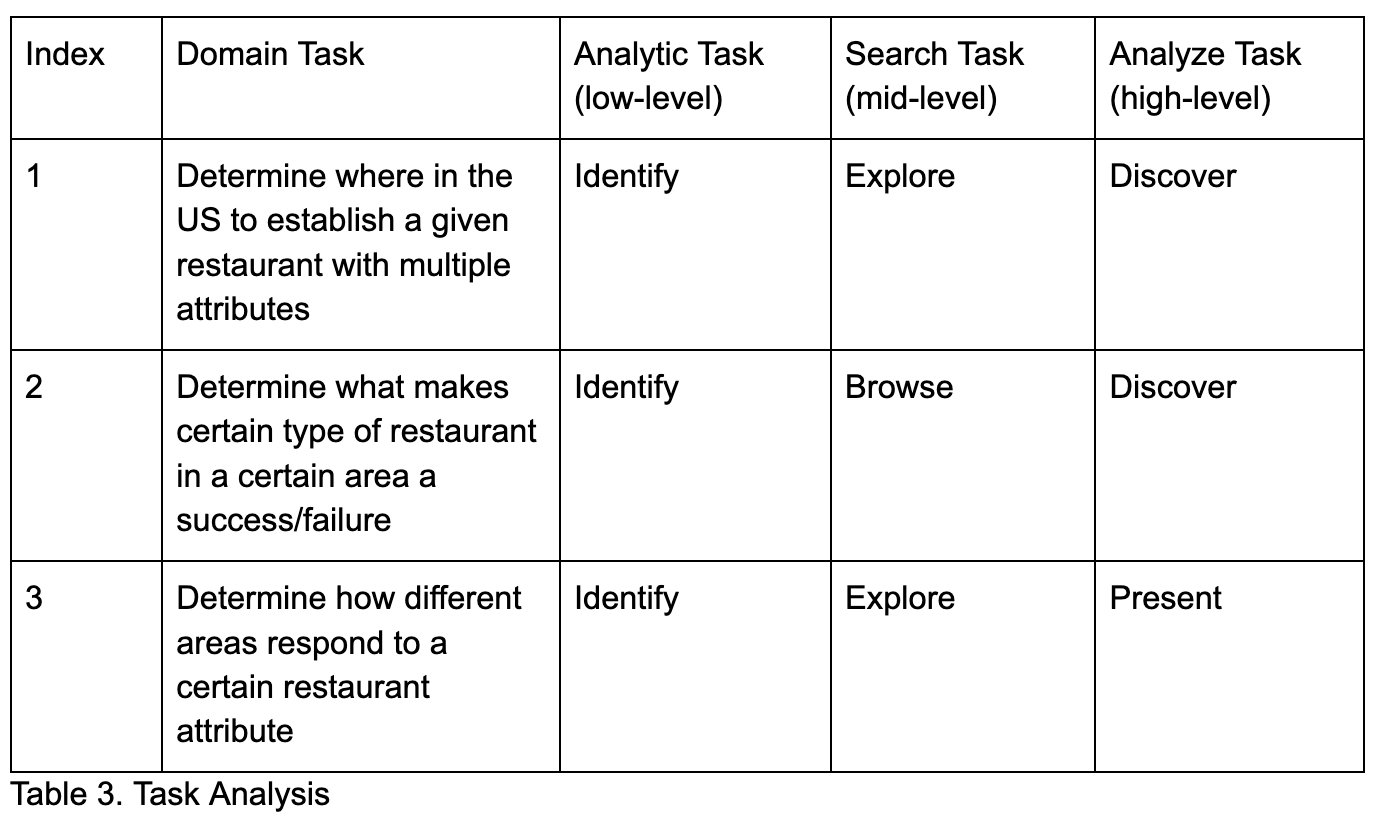 Index
Domain Task
Analytic Task
(low-level)
Search Task
(mid-level)
Analyze Task
(high-level)
1
Determine where in the
US to establish a given
restaurant with multiple
attributes
Identify
Explore
Discover
2
Determine what makes
certain type of restaurant
in a certain area a
success/failure
Identify
Browse
Discover
3
Determine how different
areas respond to a
certain restaurant
attribute
Identify
Explore
Present
Table 3. Task Analysis